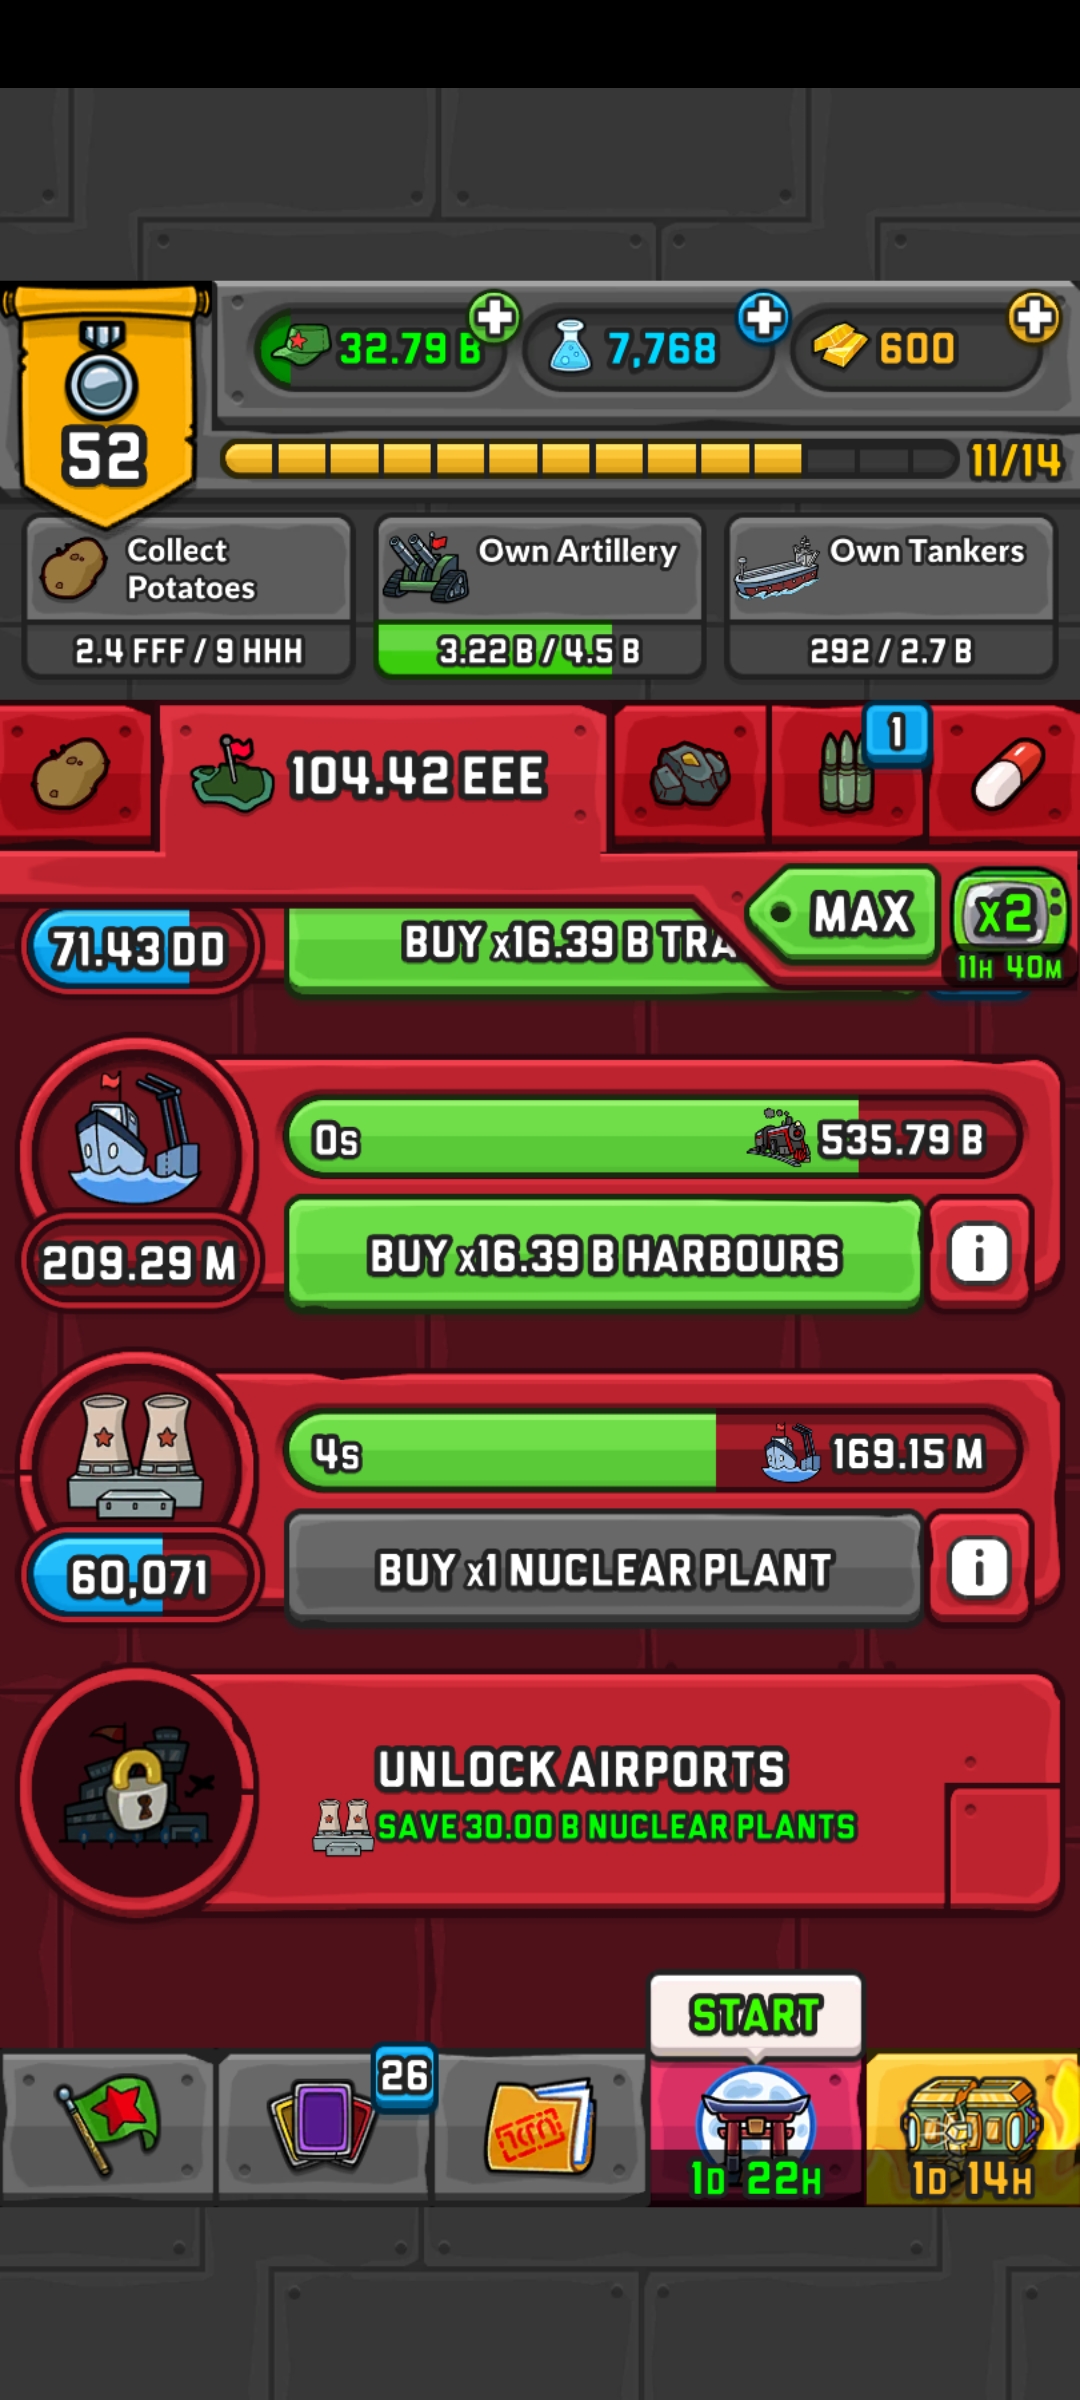 32.79 B
7,768
600
52
11/14
Collect
Potatoes
Own Artillery
Own Tankers
2.4 FFF / 9 HHH
3.22 B / 4.5 B
292 / 2.7 B
104.42 EEE
1
MAX
x2
11H 40M
71.43 DD
BUY x16.39 B TRA
0s
535.79 B
209.29 M
BUY x16.39 B HARBOURS
i
4s
169.15 M
60,071
BUY x1 NUCLEAR PLANT
i
UNLOCK AIRPORTS
SAVE 30.00 B NUCLEAR PLANTS
START
26
1D 22H
1D 14H